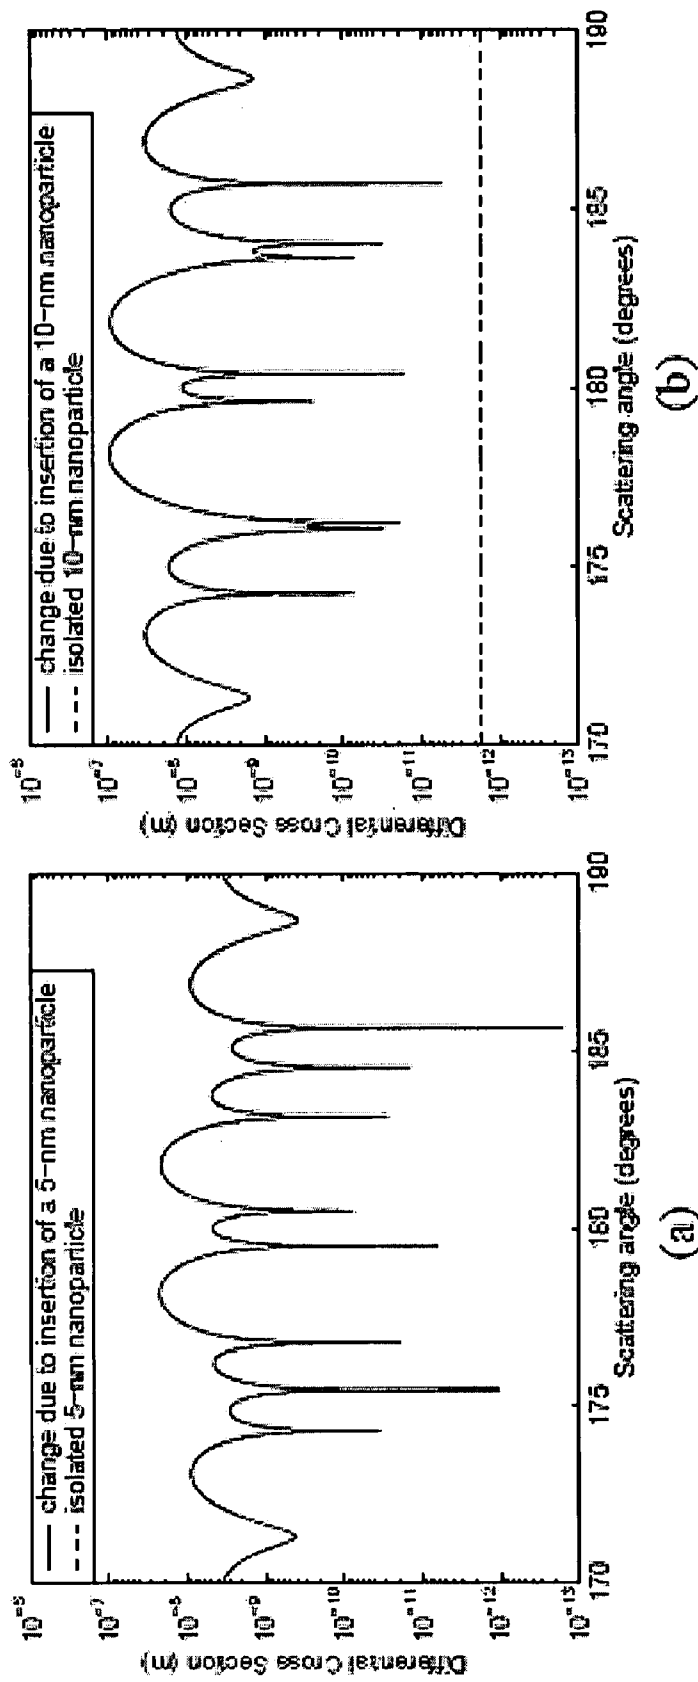 change due to insertion of a 5-nm nanoparticle
isolated 5-nm nanoparticle
Differential Cross Section (m)
10⁻⁶
10⁻⁷
10⁻⁸
10⁻⁹
10⁻¹⁰
10⁻¹¹
10⁻¹²
10⁻¹³
170
175
180
185
190
Scattering angle (degrees)
(a)
change due to insertion of a 10-nm nanoparticle
isolated 10-nm nanoparticle
Differential Cross Section (m)
10⁻⁶
10⁻⁷
10⁻⁸
10⁻⁹
10⁻¹⁰
10⁻¹¹
10⁻¹²
10⁻¹³
170
175
180
185
190
Scattering angle (degrees)
(b)